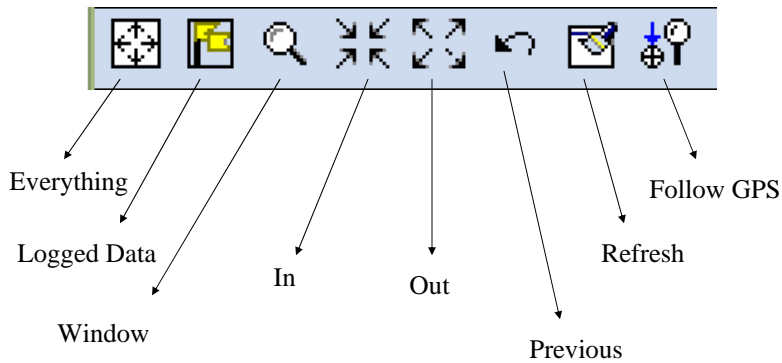 Everything
Follow GPS
Logged Data
Refresh
In
Out
Window
Previous